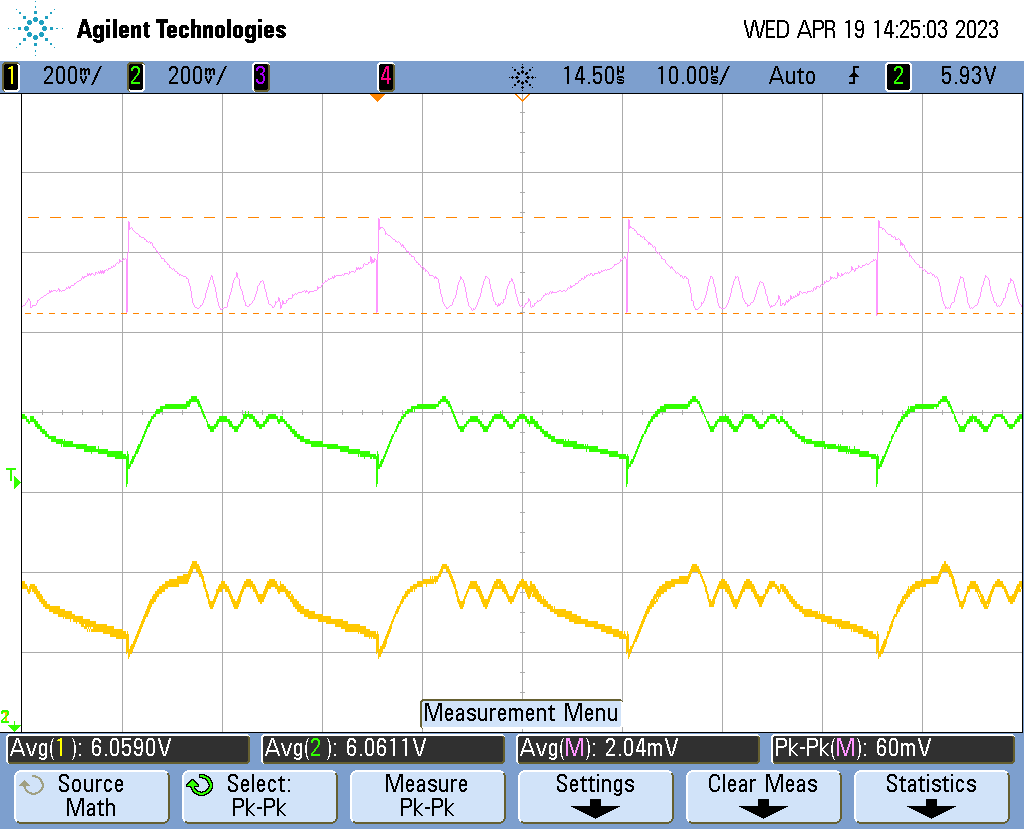 Agilent Technologies
WED APR 19 14:25:03 2023
1 200mV/ 2 200mV/ 3 4 14.50µs 10.00µs/ Auto 2 5.93V
T
2
Measurement Menu
Avg(1): 6.0590V Avg(2): 6.0611V Avg(M): 2.04mV Pk-Pk(M): 60mV
Source Select: Measure Settings Clear Meas Statistics
Math Pk-Pk Pk-Pk